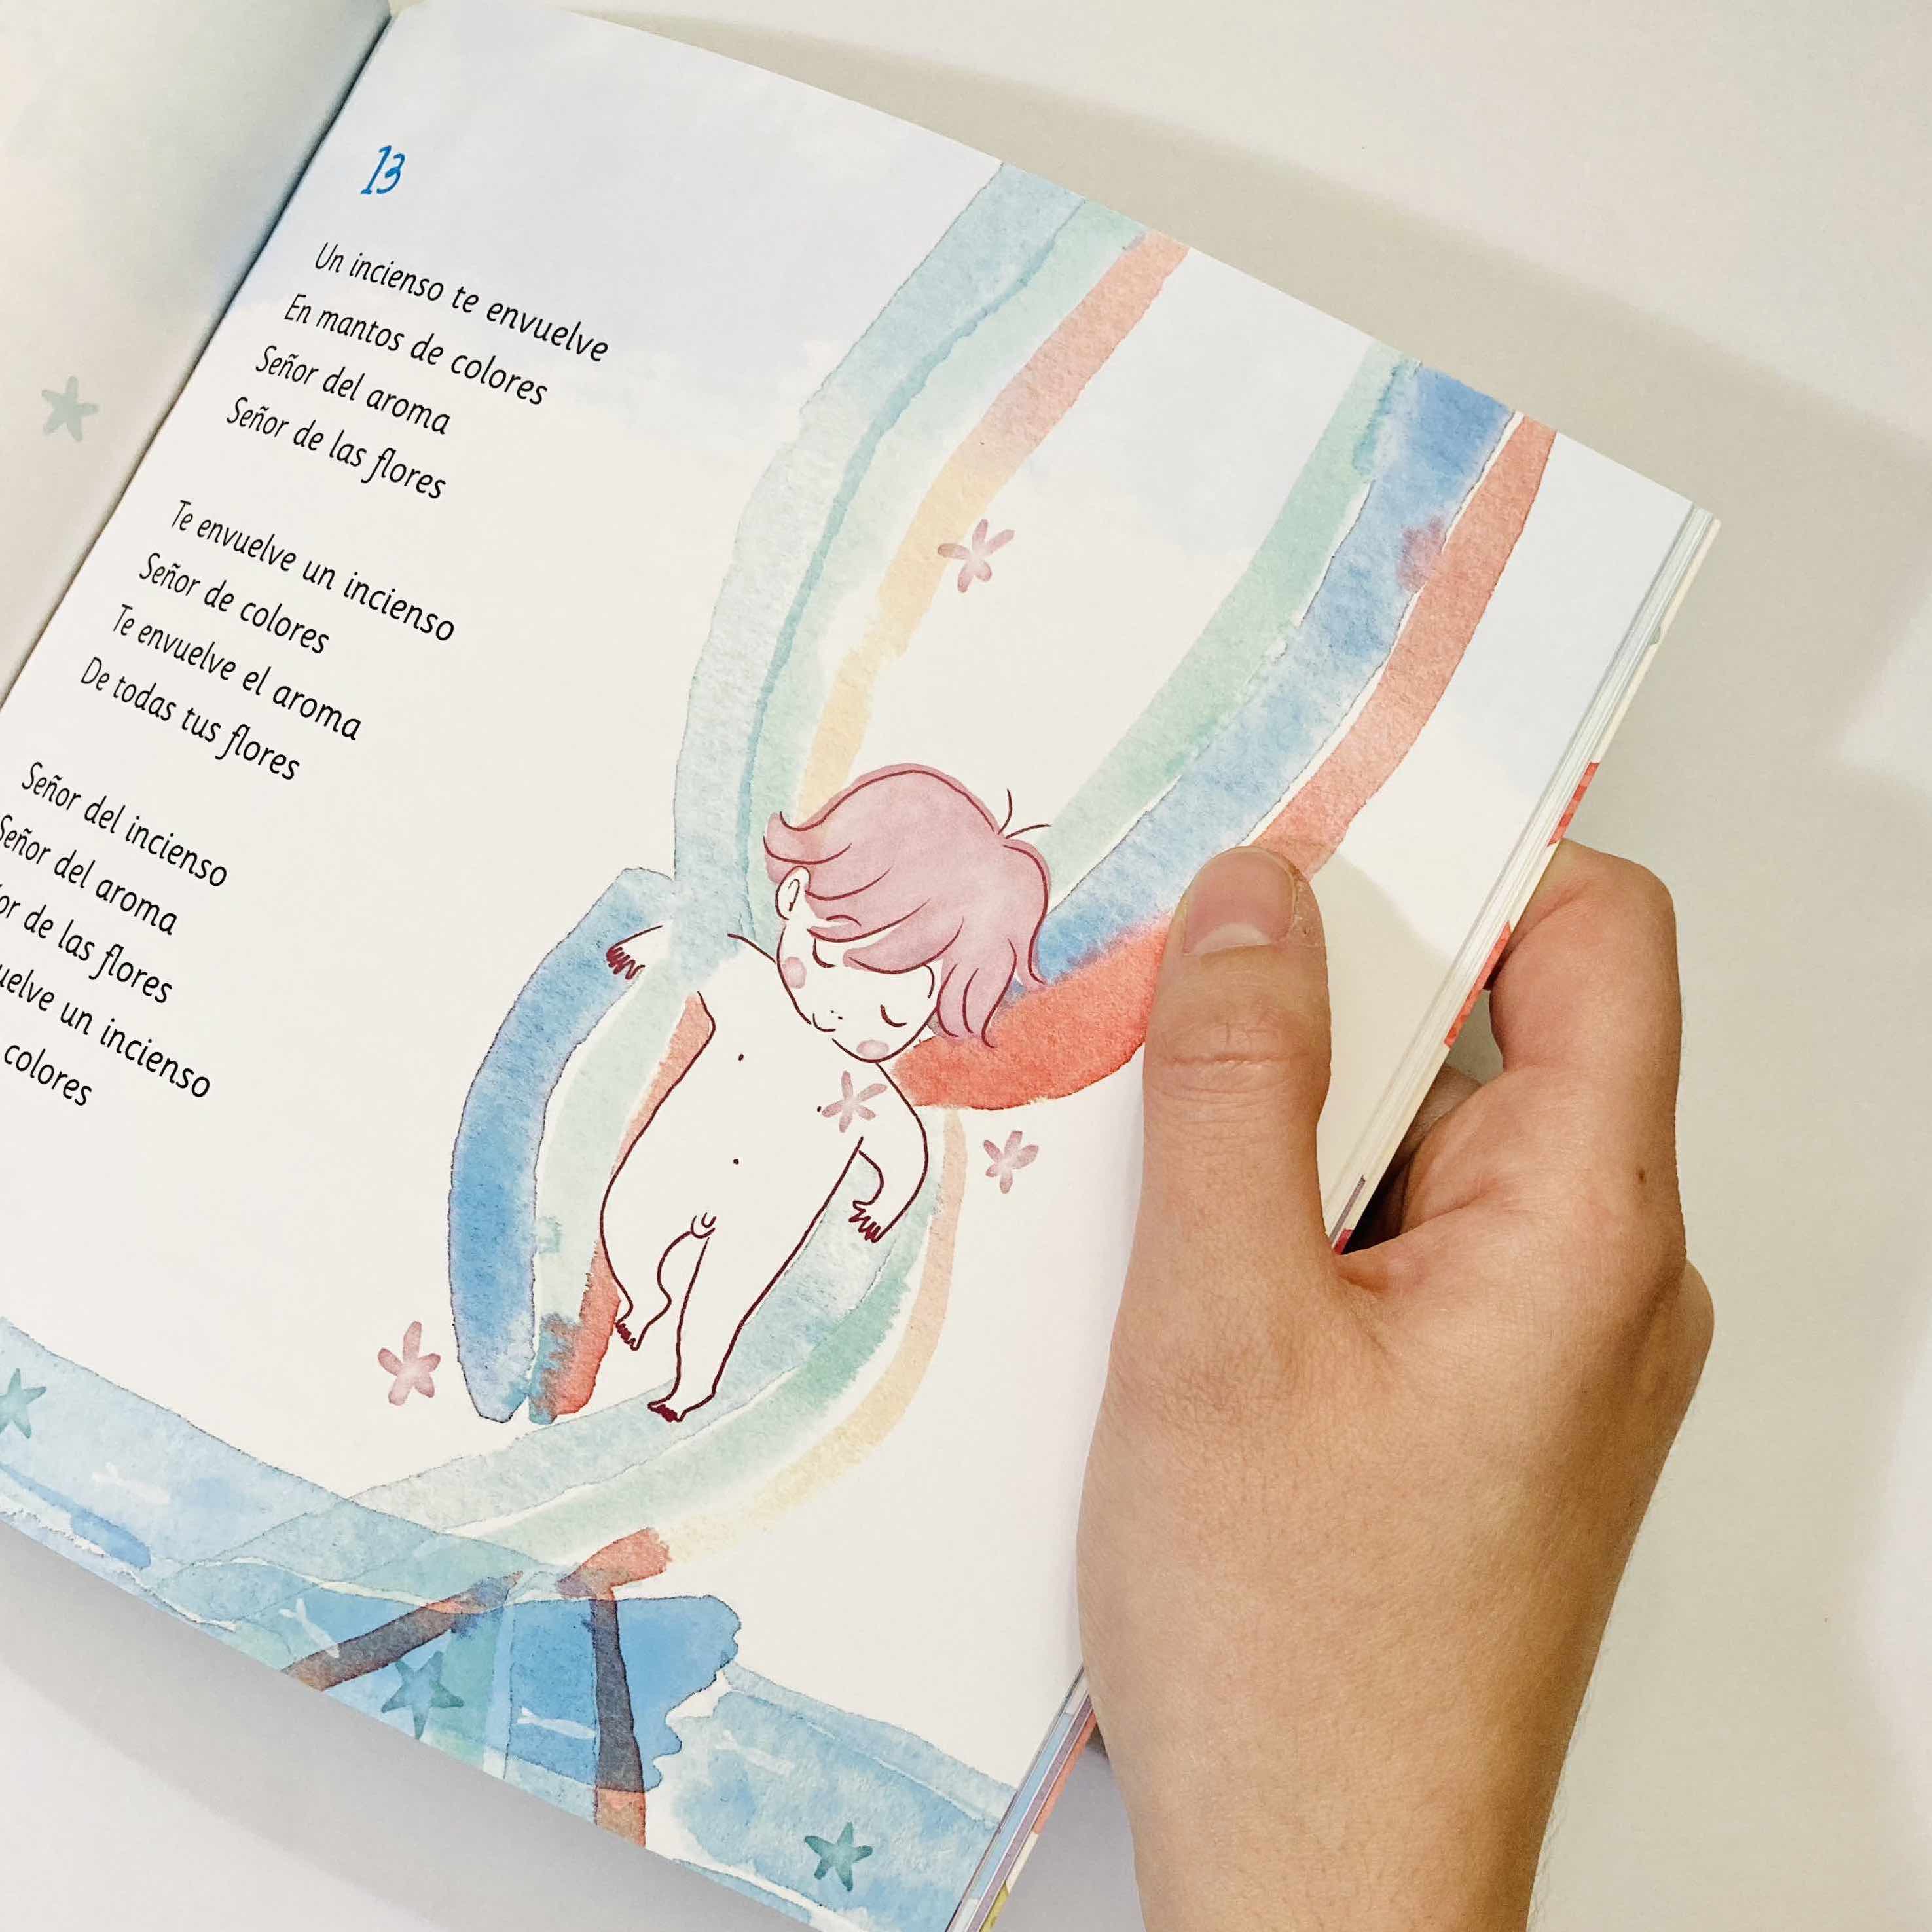 13
Un incienso te envuelve
En mantos de colores
Señor del aroma
Señor de las flores
Te envuelve un incienso
Señor de colores
Te envuelve el aroma
De todas tus flores
Señor del incienso
Señor del aroma
de las flores
un incienso
colores